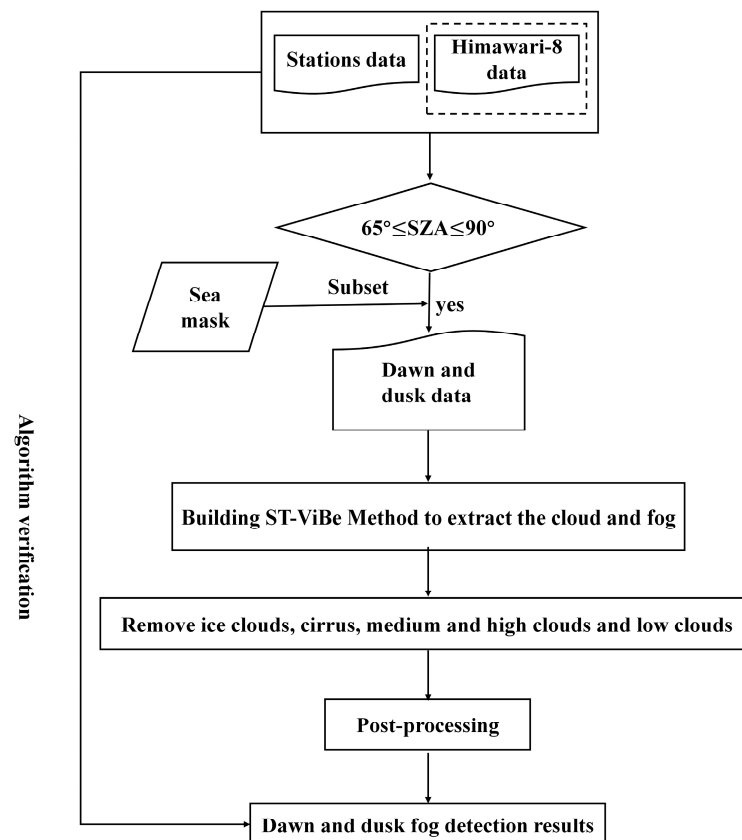 Stations data
Himawari-8
data
65°≤SZA≤90°
Subset
Sea
mask
yes
Dawn and
dusk data
Algorithm verification
Building ST-ViBe Method to extract the cloud and fog
Remove ice clouds, cirrus, medium and high clouds and low clouds
Post-processing
Dawn and dusk fog detection results